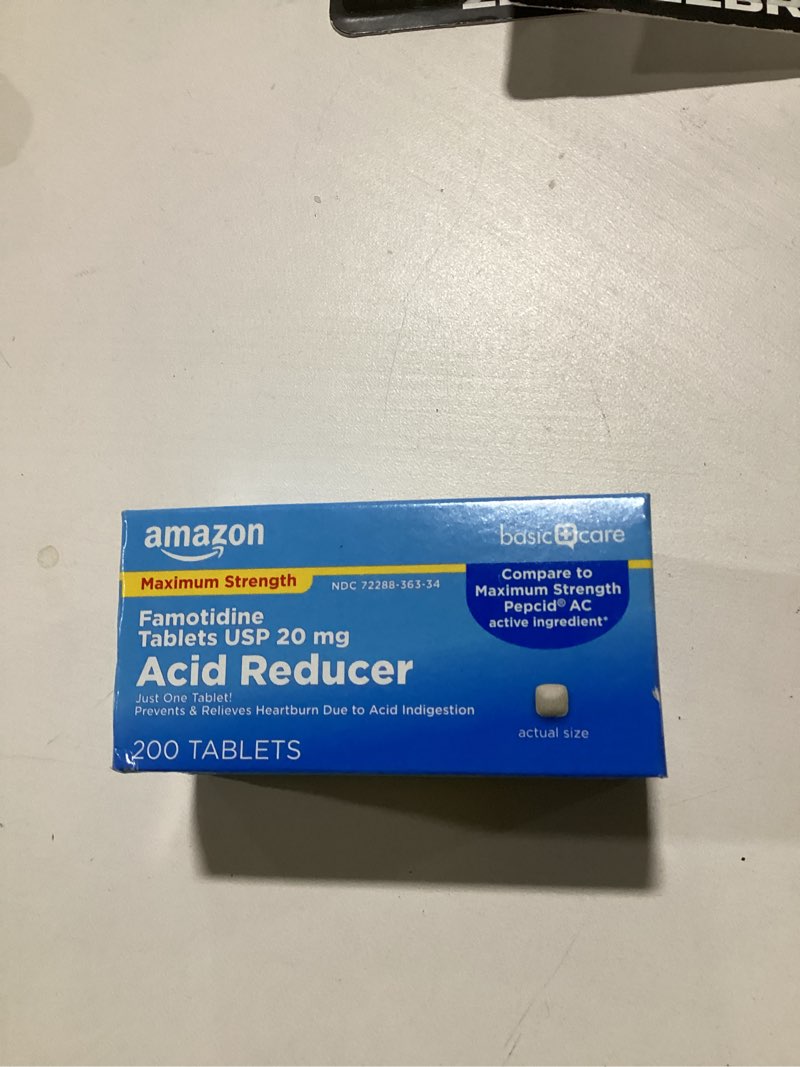 amazon
basic care
Maximum Strength
NDC 72288-363-34
Compare to
Maximum Strength
Pepcid® AC
active ingredient*
Famotidine
Tablets USP 20 mg
Acid Reducer
Just One Tablet!
Prevents & Relieves Heartburn Due to Acid Indigestion
actual size
200 TABLETS